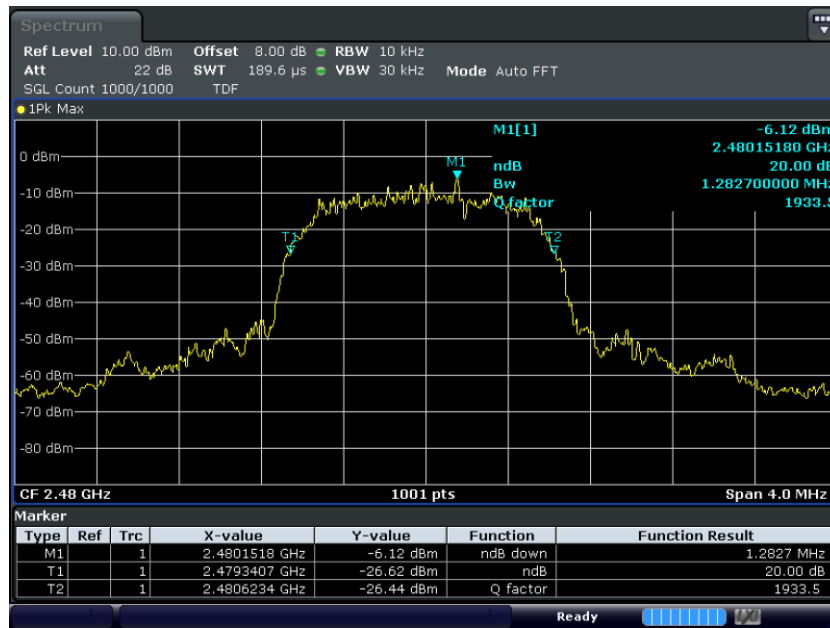 Spectrum
Ref Level 10.00 dBm Offset 8.00 dB RBW 10 kHz
Att 22 dB SWT 189.6 µs VBW 30 kHz Mode Auto FFT
SGL Count 1000/1000 TDF
1Pk Max
M1[1] -6.12 dBm
2.48015180 GHz
0 dBm
M1
ndB 20.00 dB
Bw 1.282700000 MHz
-10 dBm
Q factor 1933.5
-20 dBm
T1 T2
-30 dBm
-40 dBm
-50 dBm
-60 dBm
-70 dBm
-80 dBm
CF 2.48 GHz 1001 pts Span 4.0 MHz
Marker
Type Ref Trc X-value Y-value Function Function Result
M1 1 2.4801518 GHz -6.12 dBm ndB down 1.2827 MHz
T1 1 2.4793407 GHz -26.62 dBm ndB 20.00 dB
T2 1 2.4806234 GHz -26.44 dBm Q factor 1933.5
Ready